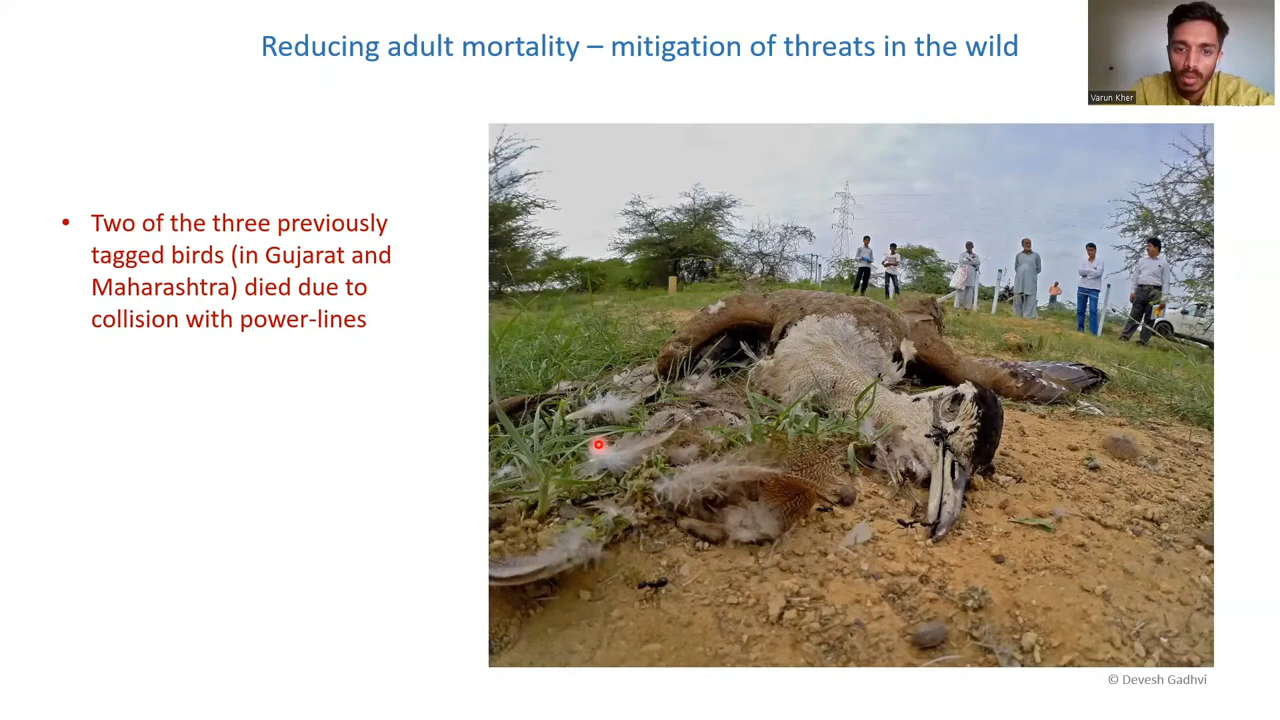 Reducing adult mortality – mitigation of threats in the wild
Varun Kher
• Two of the three previously
tagged birds (in Gujarat and
Maharashtra) died due to
collision with power-lines
© Devesh Gadhvi